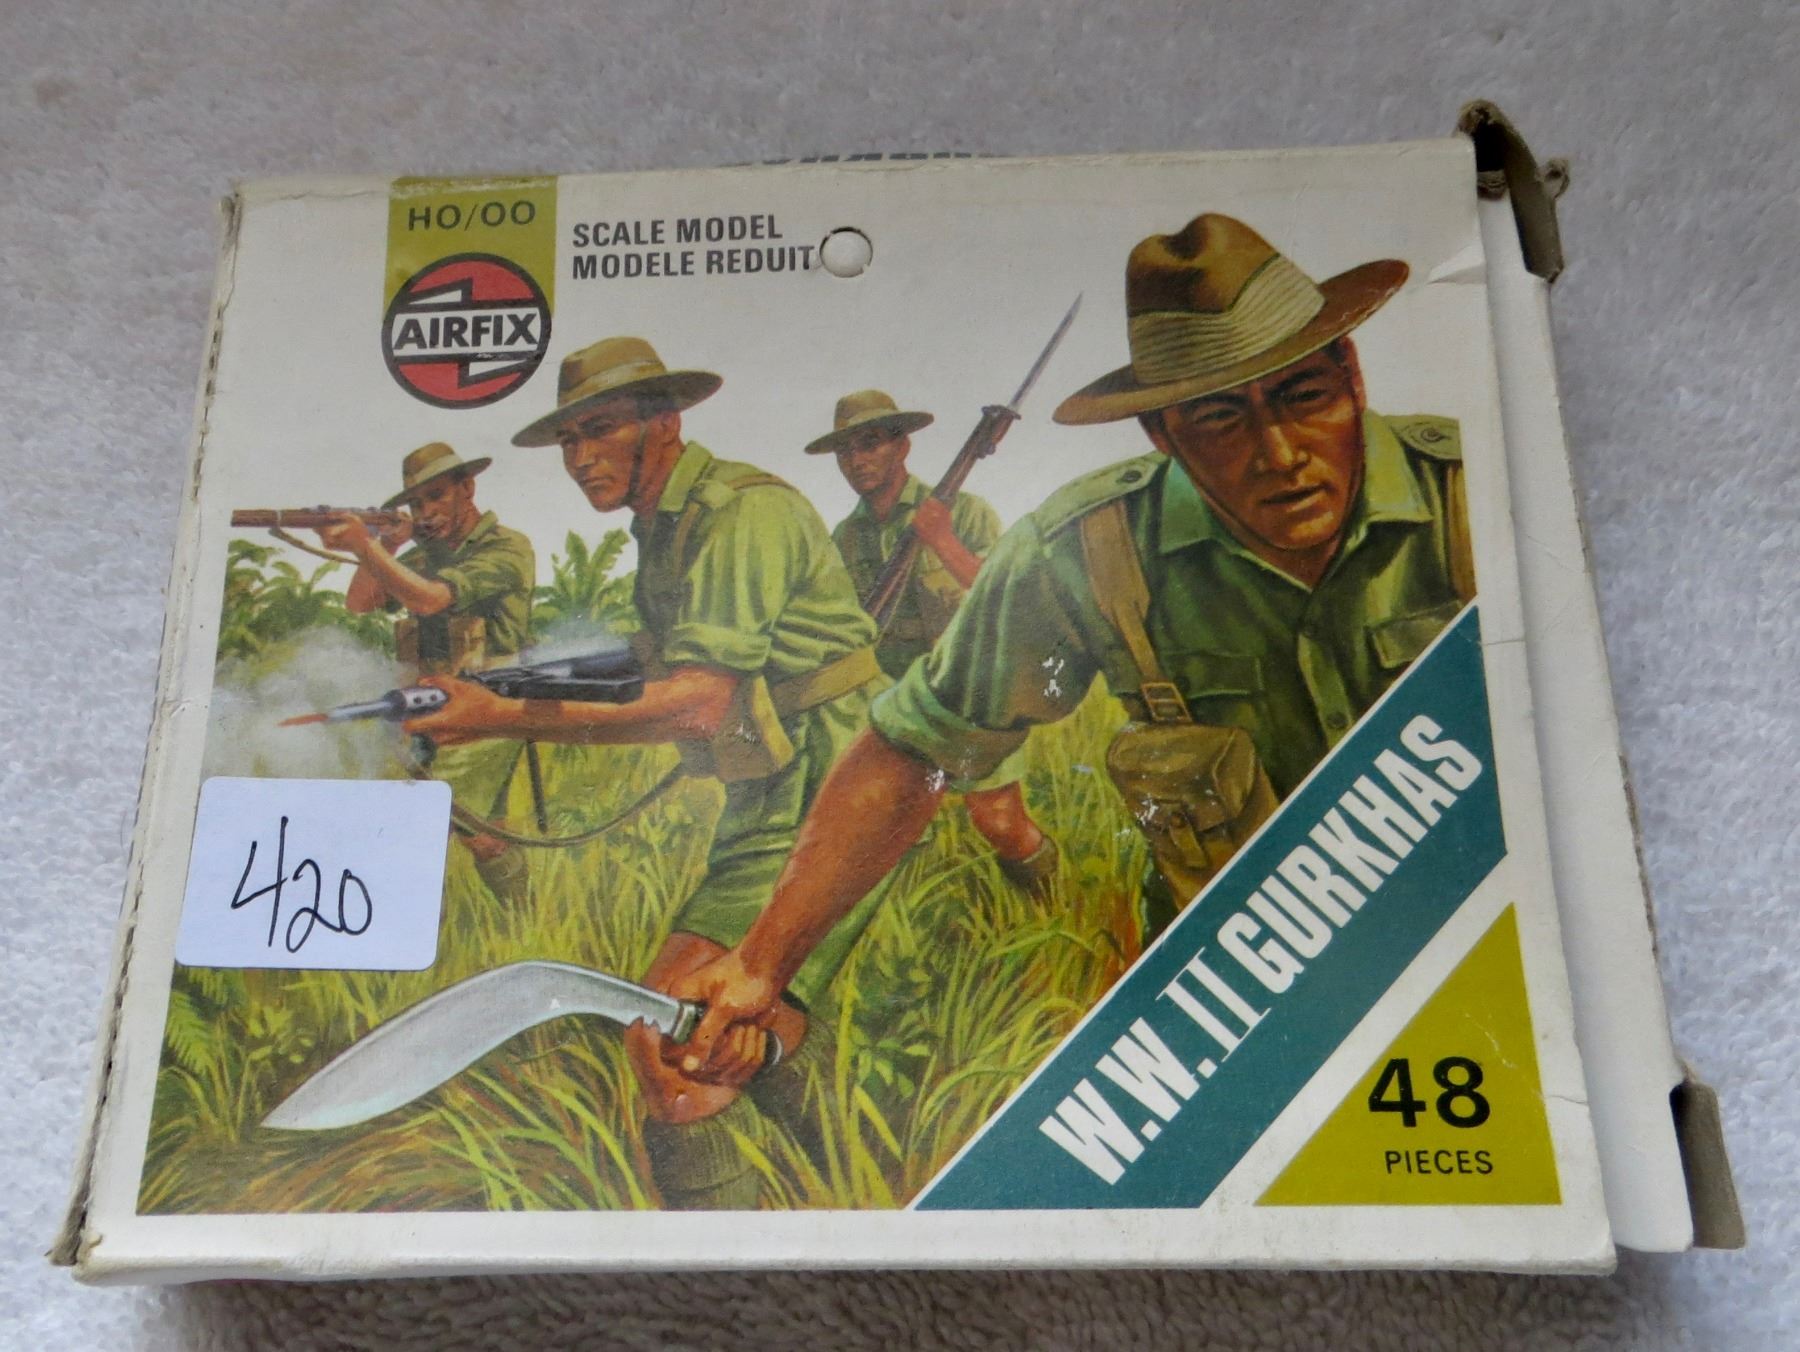 HO/OO
SCALE MODEL
MODELE REDUIT
AIRFIX
420
W.W.II GURKHAS
48
PIECES